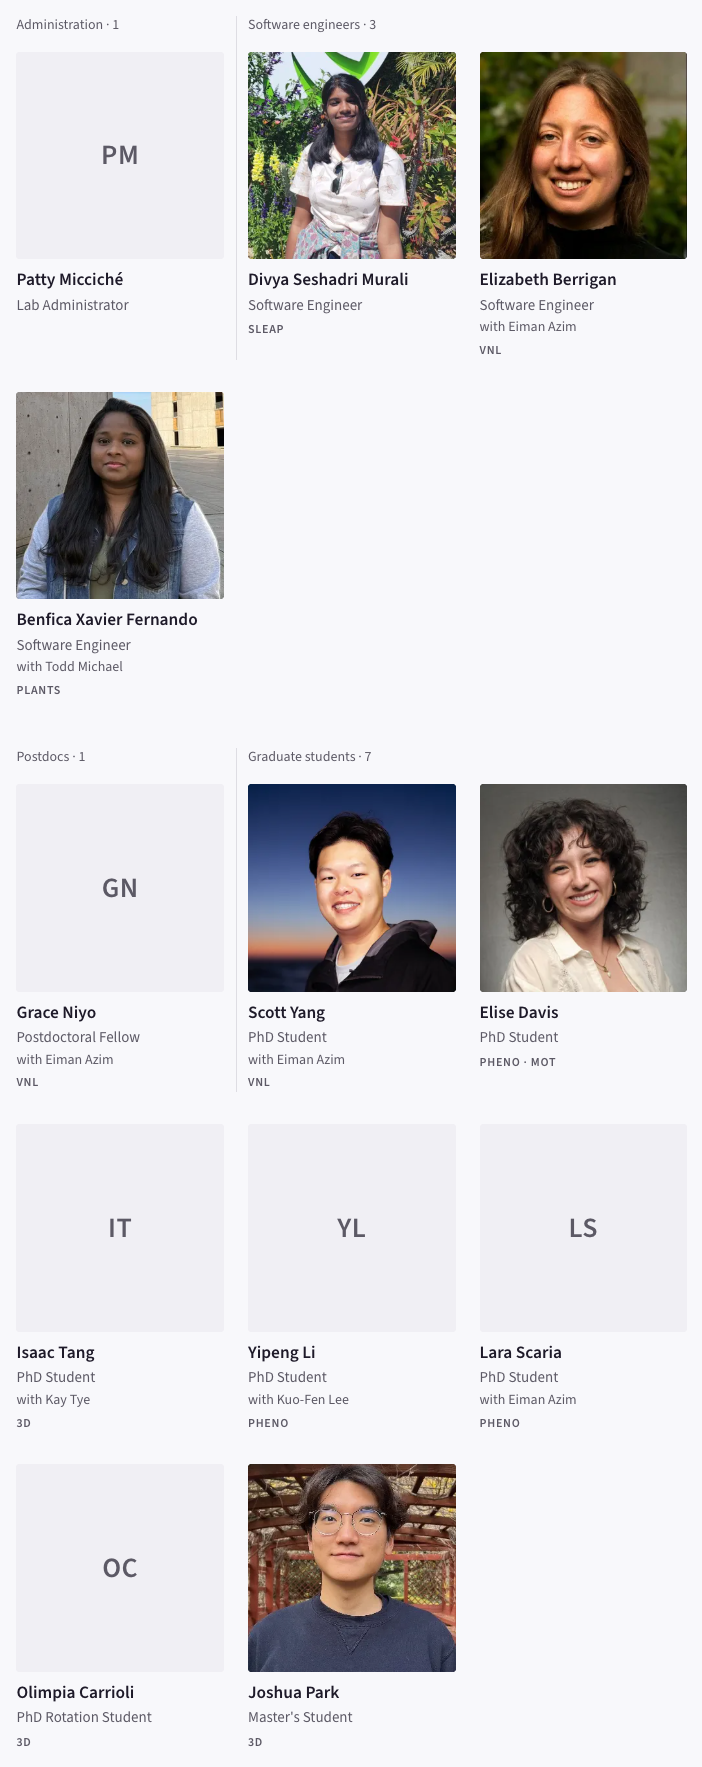 Administration · 1
Software engineers · 3
PM
Patty Micciché
Lab Administrator
Divya Seshadri Murali
Software Engineer
SLEAP
Elizabeth Berrigan
Software Engineer
with Eiman Azim
VNL
Benfica Xavier Fernando
Software Engineer
with Todd Michael
PLANTS
Postdocs · 1
Graduate students · 7
GN
Grace Niyo
Postdoctoral Fellow
with Eiman Azim
VNL
Scott Yang
PhD Student
with Eiman Azim
VNL
Elise Davis
PhD Student
PHENO · MOT
IT
Isaac Tang
PhD Student
with Kay Tye
3D
YL
Yipeng Li
PhD Student
with Kuo-Fen Lee
PHENO
LS
Lara Scaria
PhD Student
with Eiman Azim
PHENO
OC
Olimpia Carrioli
PhD Rotation Student
3D
Joshua Park
Master's Student
3D